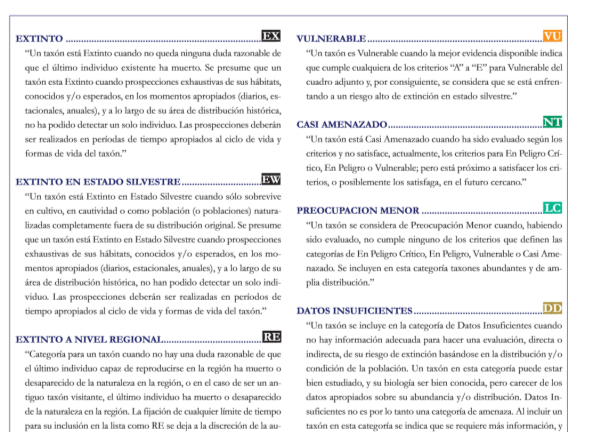 EXTINTO ........................................................ EX
“Un taxón está Extinto cuando no queda ninguna duda razonable de
que el último individuo existente ha muerto. Se presume que un
taxón esta Extinto cuando prospecciones exhaustivas de sus hábitats,
conocidos y/o esperados, en los momentos apropiados (diarios, es-
tacionales, anuales), y a lo largo de su área de distribución histórica,
no ha podido detectar un solo individuo. Las prospecciones deberán
ser realizados en períodas de tiempo apropiados al ciclo de vida y
formas de vida del taxón.”
EXTINTO EN ESTADO SILVESTRE ............................. EW
“Un taxón está Extinto en Estado Silvestre cuando sólo sobrevive
en cultivo, en cautividad o como población (o poblaciones) natura-
lizadas completamente fuera de su distribución original. Se presume
que un taxón está Extinto en Estado Silvestre cuando prospecciones
exhaustivas de sus hábitats, conocidos y/o esperados, en los mo-
mentos apropiados (diarios, estacionales, anuales), y a lo largo de su
área de distribución histórica, no han podido detectar un solo indi-
viduo. Las prospecciones deberán ser realizadas en períodos de
tiempo apropiados al ciclo de vida y formas de vida del taxón.”
EXTINTO A NIVEL REGIONAL .................................... RE
“Categoría para un taxón cuando no hay una duda razonable de que
el último individuo capaz de reproducirse en la región ha muerto o
desaparecido de la naturaleza en la región, o en el caso de ser un an-
tiguo taxón visitante, el último individuo ha muerto o desaparecido
de la naturaleza en la región. La fijación de cualquier límite de tiempo
para su inclusión en la lista como RE se deja a la discreción de la au-
VULNERABLE .................................................... VU
“Un taxón es Vulnerable cuando la mejor evidencia disponible indica
que cumple cualquiera de los criterios “A” a “E” para Vulnerable del
cuadro adjunto y, por consiguiente, se considera que se está enfren-
tando a un riesgo alto de extinción en estado silvestre.”
CASI AMENAZADO ............................................... NT
“Un taxón está Casi Amenazado cuando ha sido evaluado según los
criterios y no satisface, actualmente, los criterios para En Peligro Crí-
tico, En Peligro o Vulnerable; pero está próximo a satisfacer los cri-
terios, o posiblemente los satisfaga, en el futuro cercano.”
PREOCUPACION MENOR ..................................... LC
“Un taxón se considera de Preocupación Menor cuando, habiendo
sido evaluado, no cumple ninguno de los criterios que definen las
categorías de En Peligro Crítico, En Peligro, Vulnerable o Casi Ame-
nazado. Se incluyen en esta categoría taxones abundantes y de am-
plia distribución.”
DATOS INSUFICIENTES ....................................... DD
“Un taxón se incluye en la categoría de Datos Insuficientes cuando
no hay información adecuada para hacer una evaluación, directa o
indirecta, de su riesgo de extinción basándose en la distribución y/o
condición de la población. Un taxón en esta categoría puede estar
bien estudiado, y su biología ser bien conocida, pero carecer de los
datos apropiados sobre su abundancia y/o distribución. Datos In-
suficientes no es por lo tanto una categoría de amenaza. Al incluir un
taxón en esta categoría se indica que se requiere más información, y